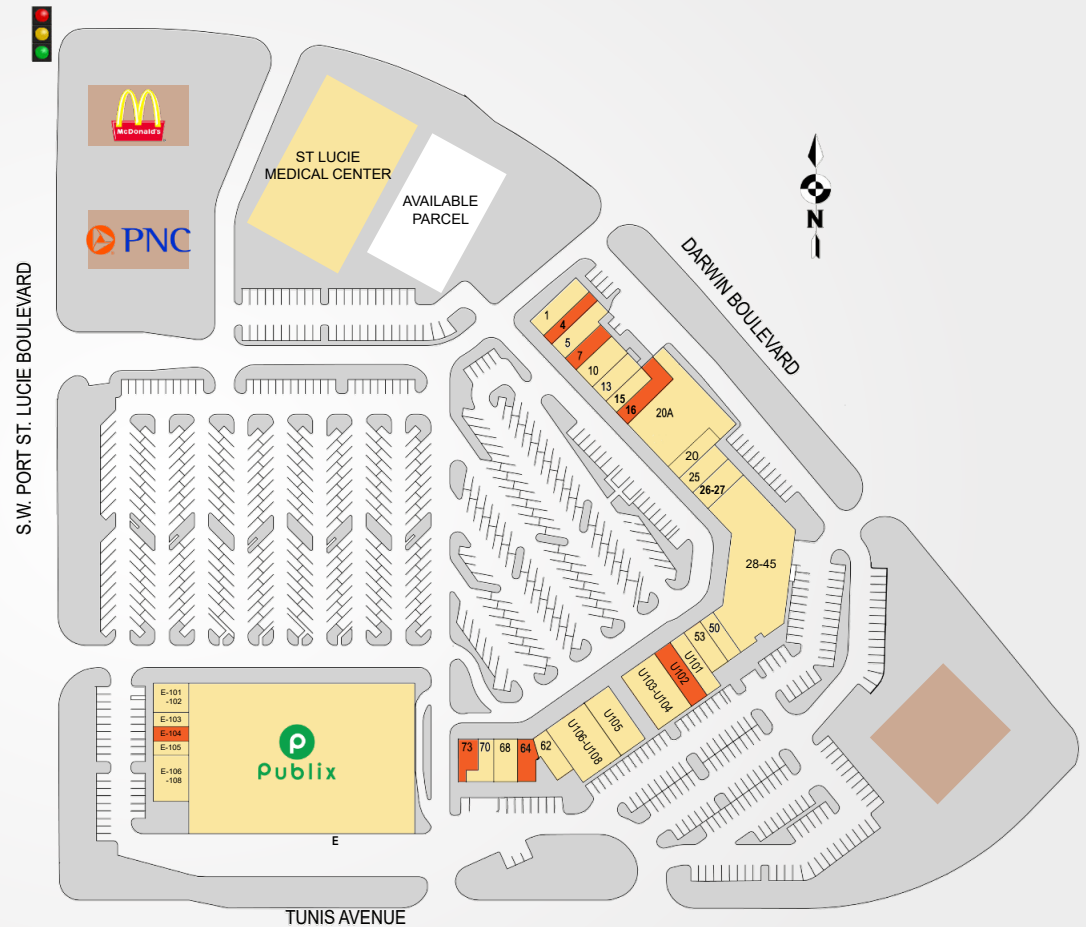 McDonald's
PNC
ST LUCIE
MEDICAL CENTER
AVAILABLE
PARCEL
N
S.W. PORT ST. LUCIE BOULEVARD
DARWIN BOULEVARD
1
4
5
7
10
13
15
16
20A
20
25
26-27
28-45
50
53
U101
U102
U103-U104
U105
U106-U108
62
64
68
70
73
E-101
-102
E-103
E-104
E-105
E-106
-108
p
Publix
E
TUNIS AVENUE